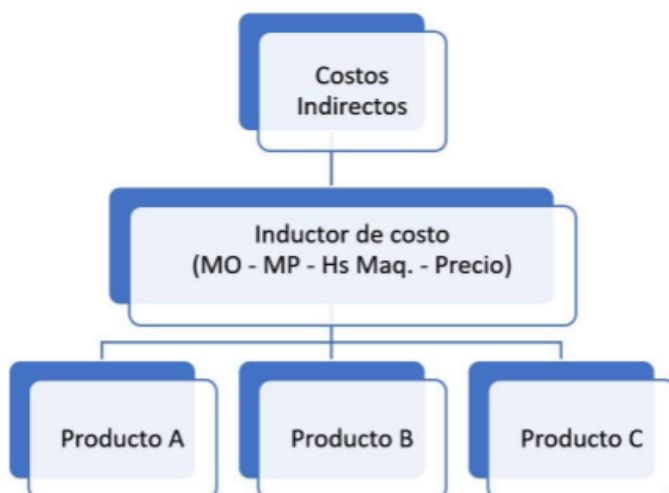 Costos
Indirectos
Inductor de costo
(MO - MP - Hs Maq. - Precio)
Producto A
Producto B
Producto C